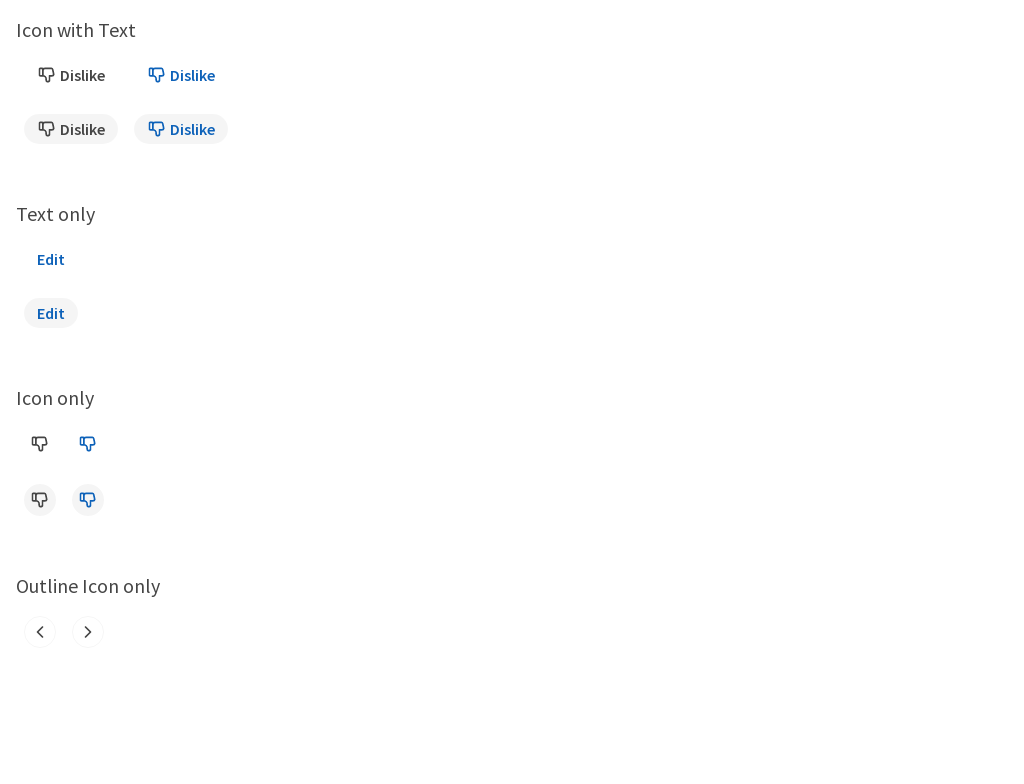 Icon with Text
Dislike Dislike
Dislike Dislike
Text only
Edit
Edit
Icon only
Outline Icon only